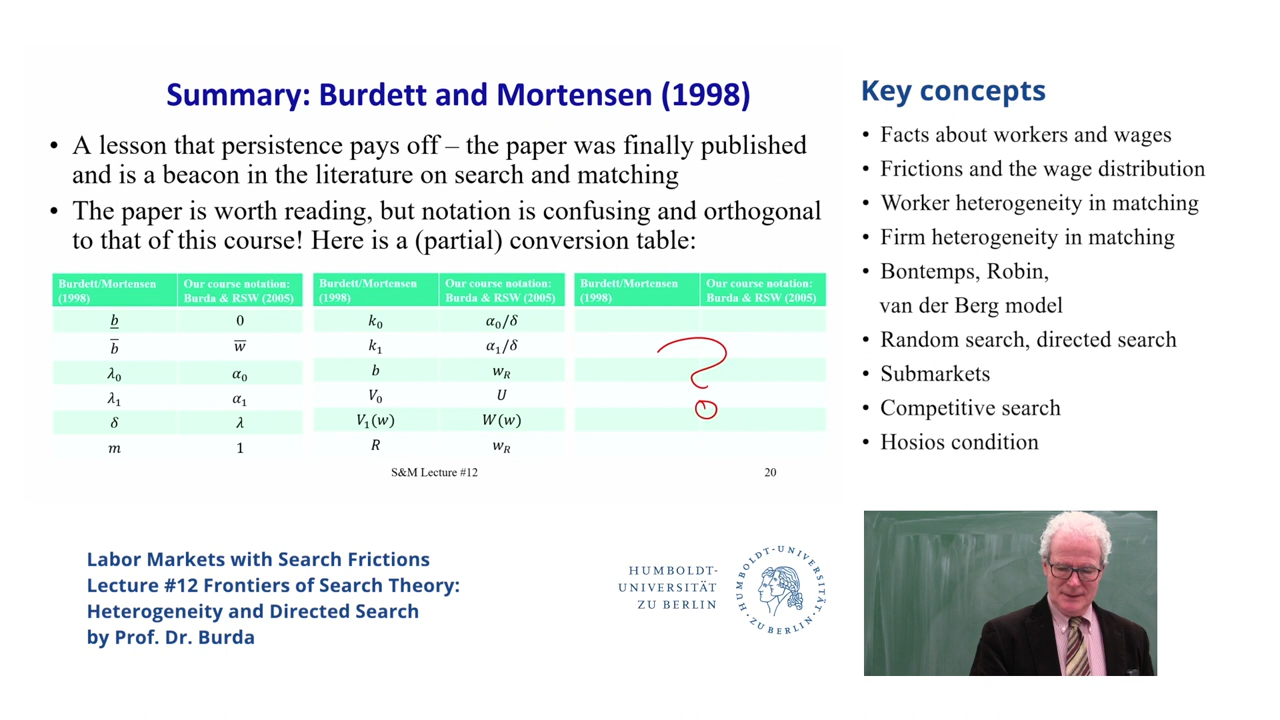 Summary: Burdett and Mortensen (1998)
• A lesson that persistence pays off – the paper was finally published
and is a beacon in the literature on search and matching
• The paper is worth reading, but notation is confusing and orthogonal
to that of this course! Here is a (partial) conversion table:
Burdett/Mortensen (1998) Our course notation: Burda & RSW (2005)
b̲ 0
b̅ w̅
λ₀ α₀
λ₁ α₁
δ λ
m 1
Burdett/Mortensen (1998) Our course notation: Burda & RSW (2005)
k₀ α₀/δ
k₁ α₁/δ
b w_R
V₀ U
V₁(w) W(w)
R w_R
Burdett/Mortensen (1998) Our course notation: Burda & RSW (2005)
?
S&M Lecture #12 20
Key concepts
• Facts about workers and wages
• Frictions and the wage distribution
• Worker heterogeneity in matching
• Firm heterogeneity in matching
• Bontemps, Robin,
van der Berg model
• Random search, directed search
• Submarkets
• Competitive search
• Hosios condition
Labor Markets with Search Frictions
Lecture #12 Frontiers of Search Theory:
Heterogeneity and Directed Search
by Prof. Dr. Burda
HUMBOLDT-
UNIVERSITÄT
ZU BERLIN
HUMBOLDT-UNIVERSITÄT · ZU BERLIN ·